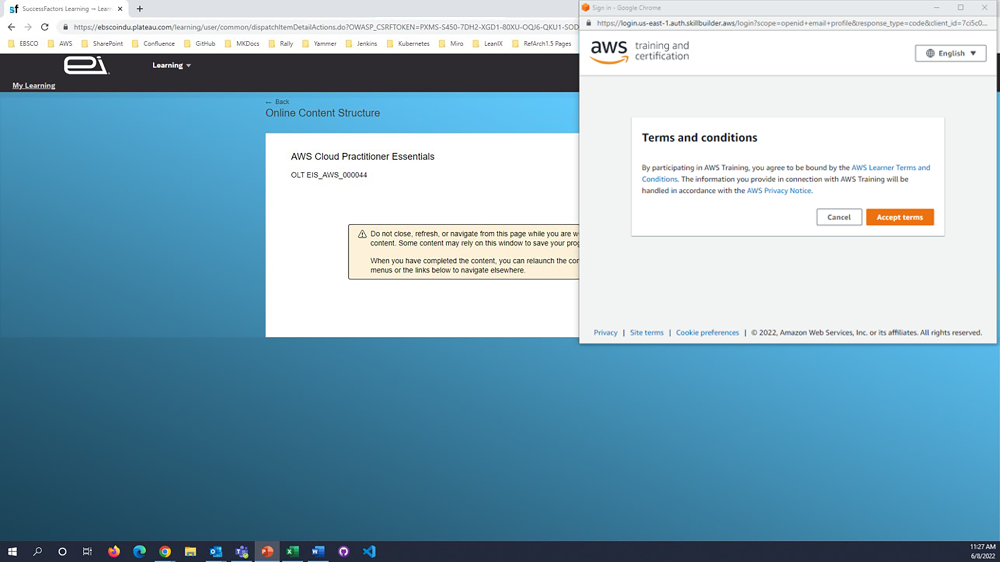 SuccessFactors Learning – Learn
https://ebscoindu.plateau.com/learning/user/common/dispatchItemDetailActions.do?OWASP_CSRFTOKEN=PXMS-S450-7DH2-XGD1-80XU-OQJ6-QKU1-SOD
EBSCO AWS SharePoint Confluence GitHub MKDocs Rally Yammer Jenkins Kubernetes Miro LeanIX RefArch1.5 Pages
ei
Learning
My Learning
← Back
Online Content Structure
AWS Cloud Practitioner Essentials
OLT EIS_AWS_000044
Do not close, refresh, or navigate from this page while you are w
content. Some content may rely on this window to save your prog
When you have completed the content, you can relaunch the cor
menus or the links below to navigate elsewhere.
Sign in - Google Chrome
https://login.us-east-1.auth.skillbuilder.aws/login?scope=openid+email+profile&response_type=code&client_id=7ci5c0...
aws training and
certification
English
Terms and conditions
By participating in AWS Training, you agree to be bound by the AWS Learner Terms and
Conditions. The information you provide in connection with AWS Training will be
handled in accordance with the AWS Privacy Notice.
Cancel Accept terms
Privacy | Site terms | Cookie preferences | © 2022, Amazon Web Services, Inc. or its affiliates. All rights reserved.
11:27 AM
6/8/2022